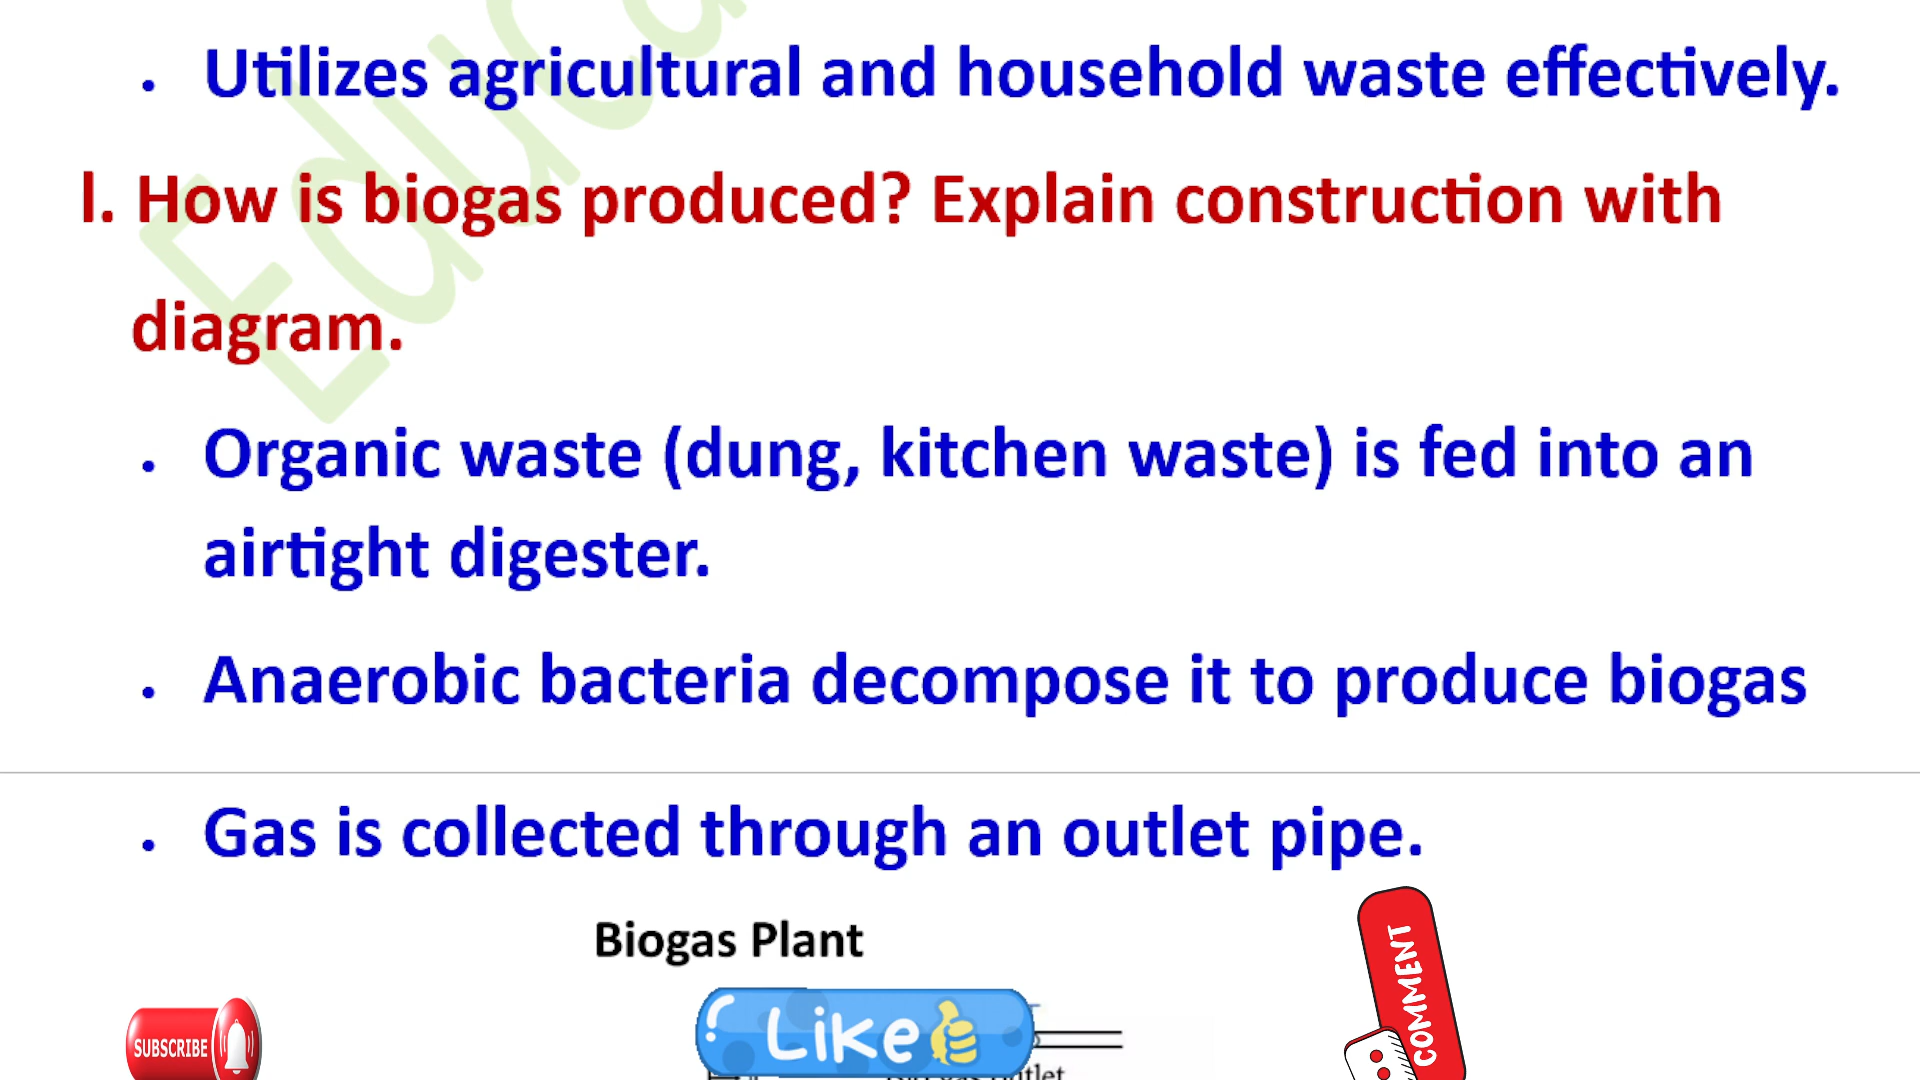 • Utilizes agricultural and household waste effectively.
l. How is biogas produced? Explain construction with
diagram.
• Organic waste (dung, kitchen waste) is fed into an
airtight digester.
• Anaerobic bacteria decompose it to produce biogas
• Gas is collected through an outlet pipe.
Biogas Plant
SUBSCRIBE
Like
COMMENT